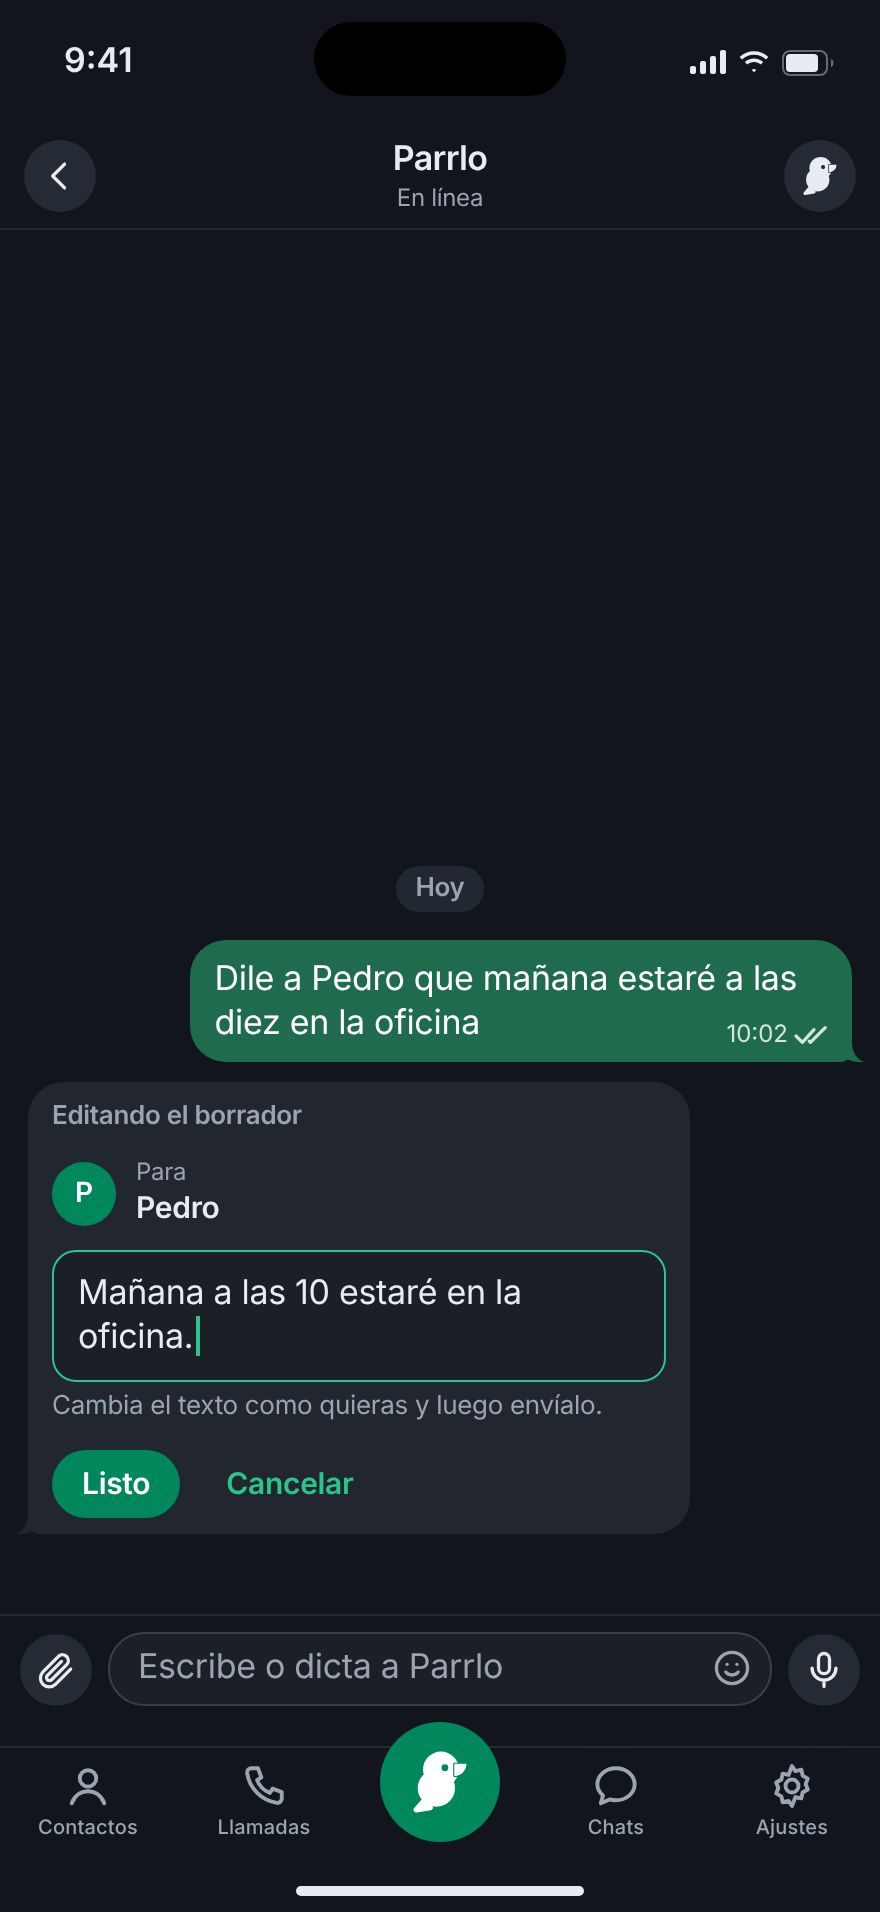 9:41
Parrlo
En línea
Hoy
Dile a Pedro que mañana estaré a las
diez en la oficina
10:02
Editando el borrador
P
Para
Pedro
Mañana a las 10 estaré en la
oficina.
Cambia el texto como quieras y luego envíalo.
Listo
Cancelar
Escribe o dicta a Parrlo
Contactos
Llamadas
Chats
Ajustes